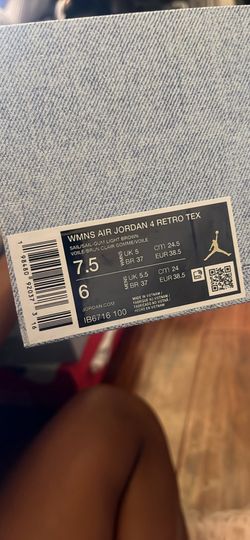 WMNS AIR JORDAN 4 RETRO TEX
SAIL/SAIL-GUM LIGHT BROWN
VOILE/BRUN CLAIR GOMME/VOILE
7.5 WMNS UK 5 cm 24.5
BR 37 EUR 38.5
6 UK 5.5 cm 24
BR 37 EUR 38.5
JORDAN.COM
IB6716 100
MADE IN VIETNAM